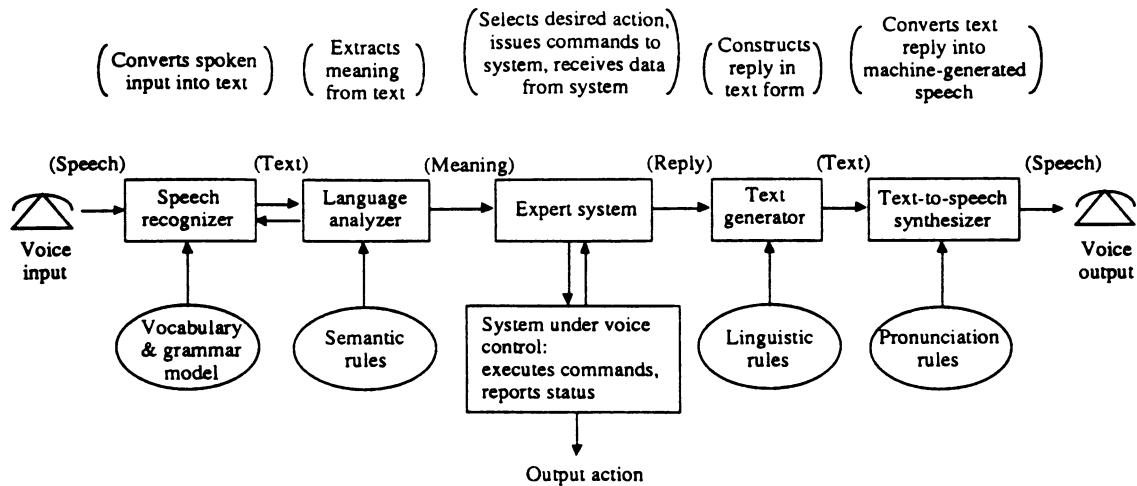 Converts spoken
input into text
Extracts
meaning
from text
Selects desired action,
issues commands to
system, receives data
from system
Constructs
reply in
text form
Converts text
reply into
machine-generated
speech
(Speech)
(Text)
(Meaning)
(Reply)
(Text)
(Speech)
Voice
input
Speech
recognizer
Language
analyzer
Expert system
Text
generator
Text-to-speech
synthesizer
Voice
output
Vocabulary
& grammar
model
Semantic
rules
System under voice
control:
executes commands,
reports status
Linguistic
rules
Pronunciation
rules
Output action